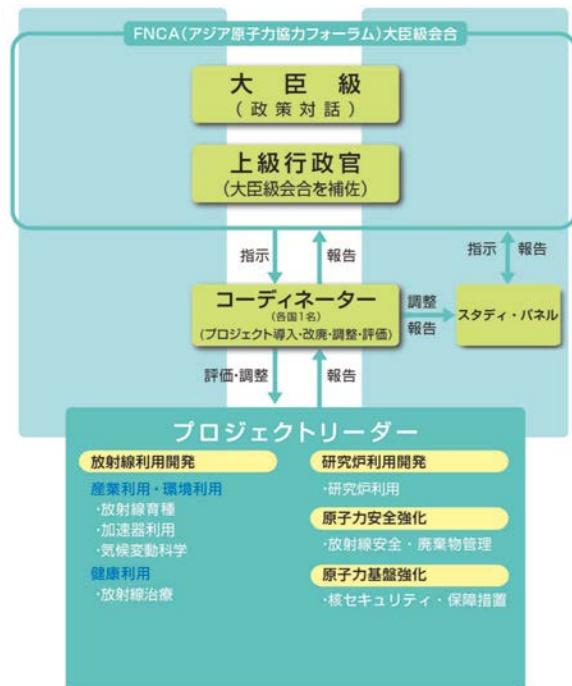 FNCA(アジア原子力協力フォーラム)大臣級会合
大臣級
(政策対話)
上級行政官
(大臣級会合を補佐)
指示
報告
指示
報告
コーディネーター
(各国1名)
(プロジェクト導入・改廃・調整・評価)
調整
報告
スタディ・パネル
評価・調整
報告
プロジェクトリーダー
放射線利用開発
産業利用・環境利用
・放射線育種
・加速器利用
・気候変動科学
健康利用
・放射線治療
研究炉利用開発
・研究炉利用
原子力安全強化
・放射線安全・廃棄物管理
原子力基盤強化
・核セキュリティ・保障措置